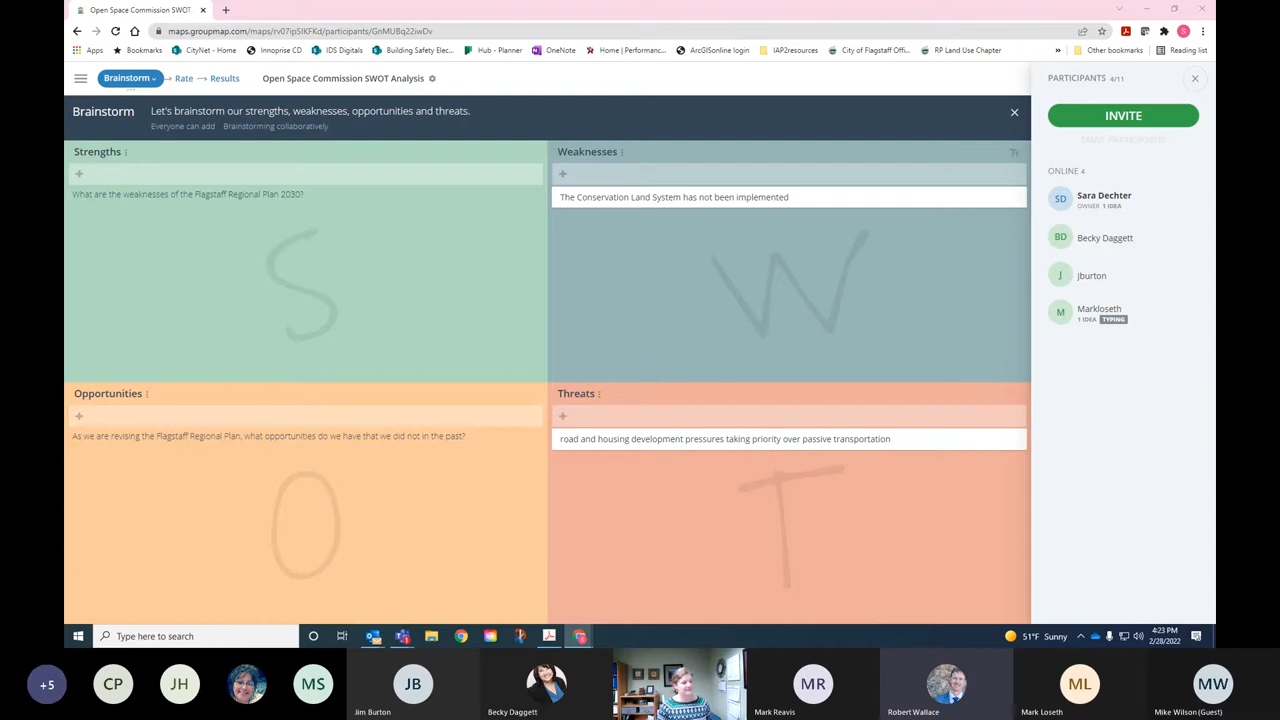 Open Space Commission SWOT
maps.groupmap.com/maps/rv07ipSIKFKd/participants/GnMUBq22iwDv
Apps
Bookmarks
CityNet - Home
Innoprise CD
IDS Digitals
Building Safety Elec...
Hub - Planner
OneNote
Home | Performanc...
ArcGISonline login
IAP2resources
City of Flagstaff Offi...
RP Land Use Chapter
»
Other bookmarks
Reading list
Brainstorm
Rate
Results
Open Space Commission SWOT Analysis
PARTICIPANTS 4/11
Brainstorm
Let's brainstorm our strengths, weaknesses, opportunities and threats.
Everyone can add Brainstorming collaboratively
INVITE
EMAIL PARTICIPANTS
Strengths
What are the weaknesses of the Flagstaff Regional Plan 2030?
S
Weaknesses
The Conservation Land System has not been implemented
W
Opportunities
As we are revising the Flagstaff Regional Plan, what opportunities do we have that we did not in the past?
O
Threats
road and housing development pressures taking priority over passive transportation
T
ONLINE 4
SD
Sara Dechter
OWNER 1 IDEA
BD
Becky Daggett
J
Jburton
M
Markloseth
1 IDEA TYPING
Type here to search
51°F Sunny
4:23 PM
2/28/2022
+5
CP
JH
MS
JB
Jim Burton
Becky Daggett
MR
Mark Reavis
Robert Wallace
ML
Mark Loseth
MW
Mike Wilson (Guest)